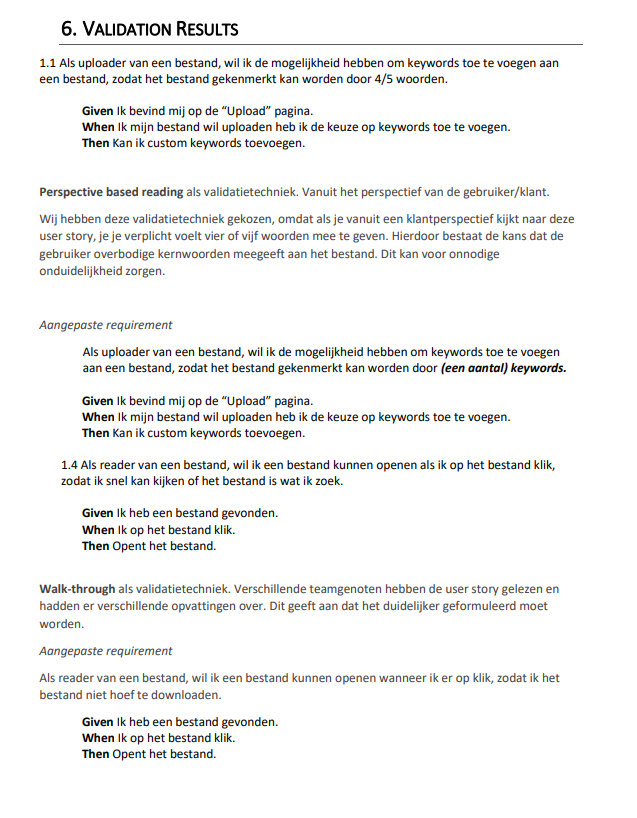 6. VALIDATION RESULTS
1.1 Als uploader van een bestand, wil ik de mogelijkheid hebben om keywords toe te voegen aan
een bestand, zodat het bestand gekenmerkt kan worden door 4/5 woorden.
Given Ik bevind mij op de “Upload” pagina.
When Ik mijn bestand wil uploaden heb ik de keuze op keywords toe te voegen.
Then Kan ik custom keywords toevoegen.
Perspective based reading als validatietechniek. Vanuit het perspectief van de gebruiker/klant.
Wij hebben deze validatietechniek gekozen, omdat als je vanuit een klantperspectief kijkt naar deze
user story, je je verplicht voelt vier of vijf woorden mee te geven. Hierdoor bestaat de kans dat de
gebruiker overbodige kernwoorden meegeeft aan het bestand. Dit kan voor onnodige
onduidelijkheid zorgen.
Aangepaste requirement
Als uploader van een bestand, wil ik de mogelijkheid hebben om keywords toe te voegen
aan een bestand, zodat het bestand gekenmerkt kan worden door (een aantal) keywords.
Given Ik bevind mij op de “Upload” pagina.
When Ik mijn bestand wil uploaden heb ik de keuze op keywords toe te voegen.
Then Kan ik custom keywords toevoegen.
1.4 Als reader van een bestand, wil ik een bestand kunnen openen als ik op het bestand klik,
zodat ik snel kan kijken of het bestand is wat ik zoek.
Given Ik heb een bestand gevonden.
When Ik op het bestand klik.
Then Opent het bestand.
Walk-through als validatietechniek. Verschillende teamgenoten hebben de user story gelezen en
hadden er verschillende opvattingen over. Dit geeft aan dat het duidelijker geformuleerd moet
worden.
Aangepaste requirement
Als reader van een bestand, wil ik een bestand kunnen openen wanneer ik er op klik, zodat ik het
bestand niet hoef te downloaden.
Given Ik heb een bestand gevonden.
When Ik op het bestand klik.
Then Opent het bestand.